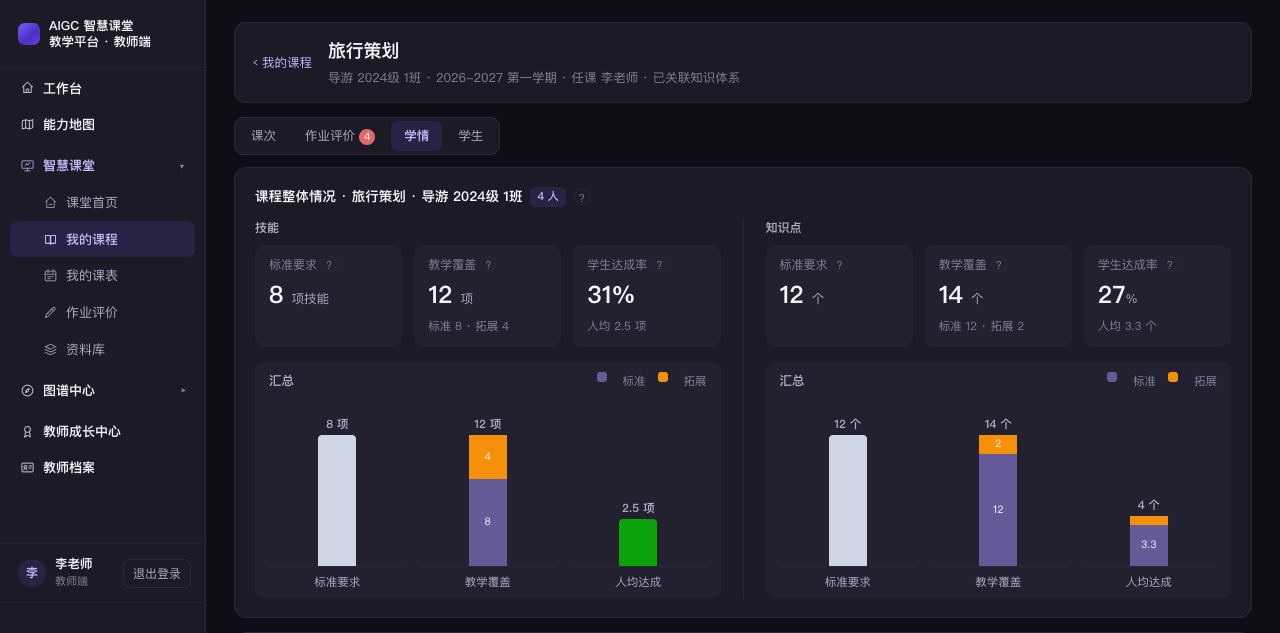 AIGC 智慧课堂
教学平台 · 教师端
工作台
能力地图
智慧课堂
课堂首页
我的课程
我的课表
作业评价
资料库
图谱中心
教师成长中心
教师档案
李
李老师
教师端
退出登录
‹ 我的课程
旅行策划
导游 2024级 1班 · 2026–2027 第一学期 · 任课 李老师 · 已关联知识体系
课次 作业评价 4 学情 学生
课程整体情况 · 旅行策划 · 导游 2024级 1班 4 人 ?
技能
标准要求 ?
8 项技能
教学覆盖 ?
12 项
标准 8 · 拓展 4
学生达成率 ?
31%
人均 2.5 项
汇总
标准 拓展
8 项
12 项
4
8
2.5 项
标准要求 教学覆盖 人均达成
知识点
标准要求 ?
12 个
教学覆盖 ?
14 个
标准 12 · 拓展 2
学生达成率 ?
27%
人均 3.3 个
汇总
标准 拓展
12 个
14 个
2
12
4 个
3.3
标准要求 教学覆盖 人均达成